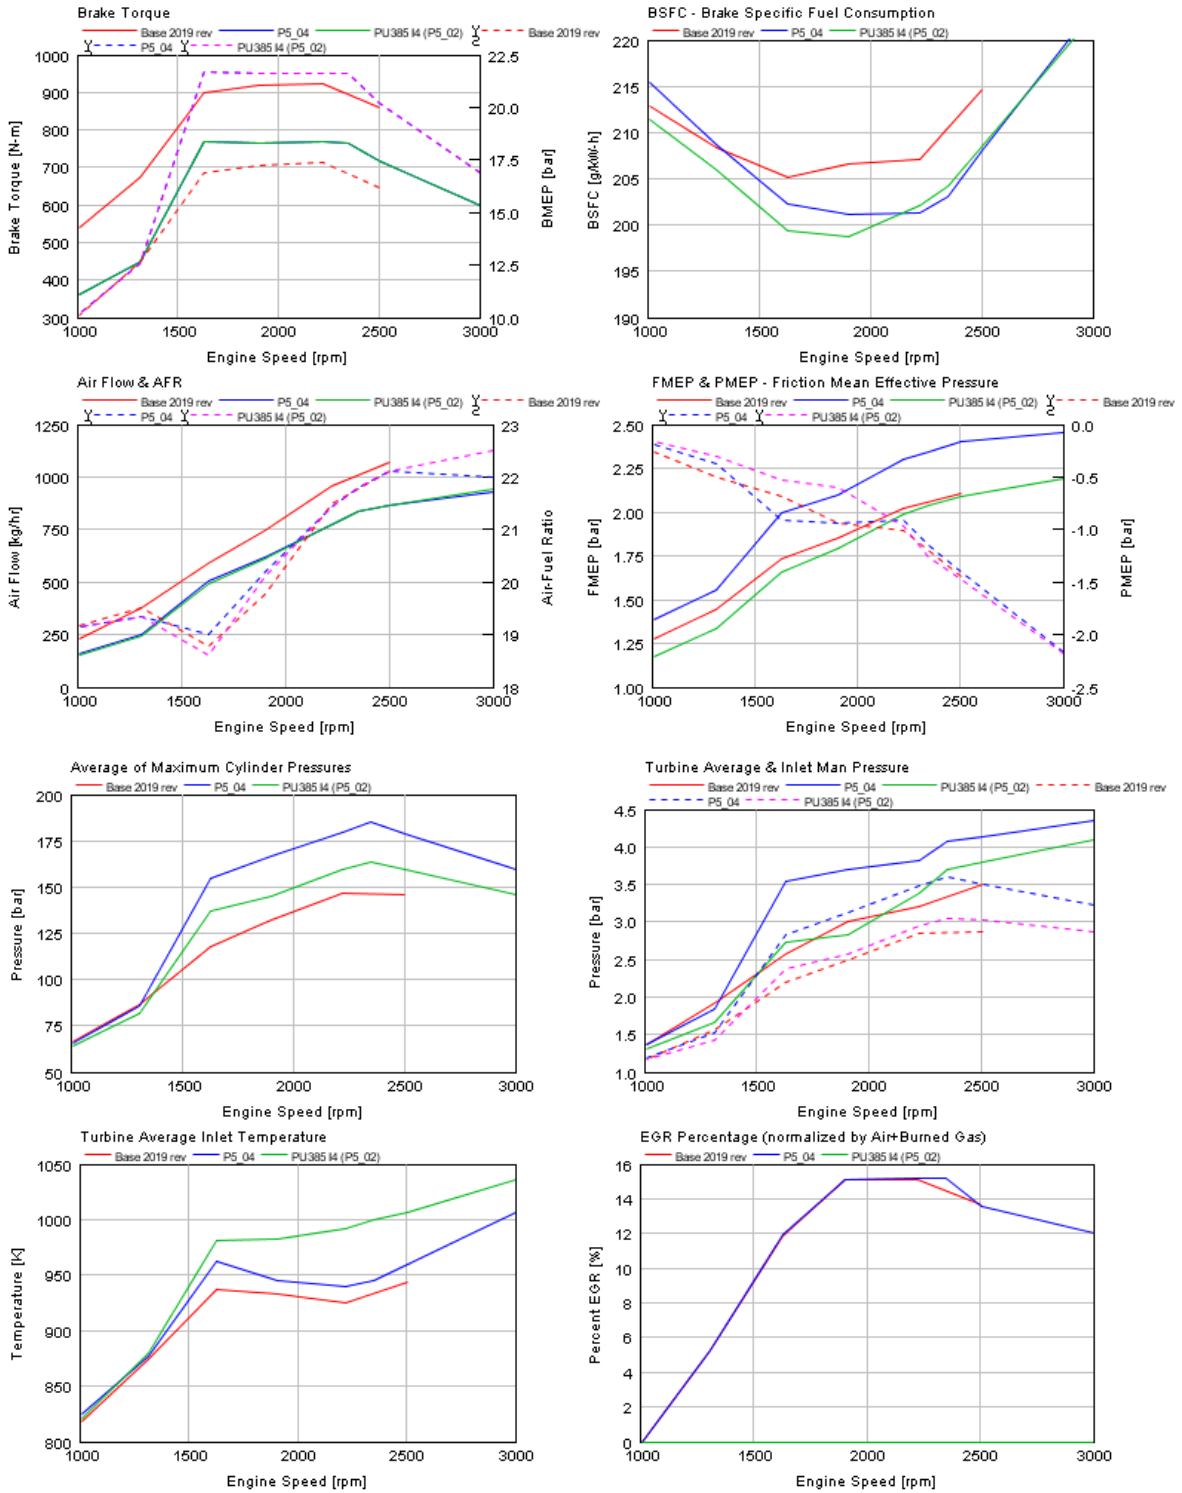 Brake Torque
Base 2019 rev P5_04 PU385 I4 (P5_02) Y2 Base 2019 rev
Y P5_04 Y PU385 I4 (P5_02)
1000 22.5
900
20.0
800
700 17.5
600
15.0
500
400 12.5
300 10.0
1000 1500 2000 2500 3000
Brake Torque [N-m]
BMEP [bar]
Engine Speed [rpm]
BSFC - Brake Specific Fuel Consumption
Base 2019 rev P5_04 PU385 I4 (P5_02)
220
215
210
205
200
195
190
1000 1500 2000 2500 3000
BSFC [g/kW-h]
Engine Speed [rpm]
Air Flow & AFR
Base 2019 rev P5_04 PU385 I4 (P5_02) Y2 Base 2019 rev
Y P5_04 Y PU385 I4 (P5_02)
1250 23
1000 22
750 21
500 20
250 19
0 18
1000 1500 2000 2500 3000
Air Flow [kg/hr]
Air-Fuel Ratio
Engine Speed [rpm]
FMEP & PMEP - Friction Mean Effective Pressure
Base 2019 rev P5_04 PU385 I4 (P5_02) Y2 Base 2019 rev
Y P5_04 Y PU385 I4 (P5_02)
2.50 0.0
2.25 -0.5
2.00
-1.0
1.75
1.50 -1.5
1.25 -2.0
1.00 -2.5
1000 1500 2000 2500 3000
FMEP [bar]
PMEP [bar]
Engine Speed [rpm]
Average of Maximum Cylinder Pressures
Base 2019 rev P5_04 PU385 I4 (P5_02)
200
175
150
125
100
75
50
1000 1500 2000 2500 3000
Pressure [bar]
Engine Speed [rpm]
Turbine Average & Inlet Man Pressure
Base 2019 rev P5_04 PU385 I4 (P5_02) Base 2019 rev
P5_04 PU385 I4 (P5_02)
4.5
4.0
3.5
3.0
2.5
2.0
1.5
1.0
1000 1500 2000 2500 3000
Pressure [bar]
Engine Speed [rpm]
Turbine Average Inlet Temperature
Base 2019 rev P5_04 PU385 I4 (P5_02)
1050
1000
950
900
850
800
1000 1500 2000 2500 3000
Temperature [K]
Engine Speed [rpm]
EGR Percentage (normalized by Air+Burned Gas)
Base 2019 rev P5_04 PU385 I4 (P5_02)
16
14
12
10
8
6
4
2
0
1000 1500 2000 2500 3000
Percent EGR [%]
Engine Speed [rpm]